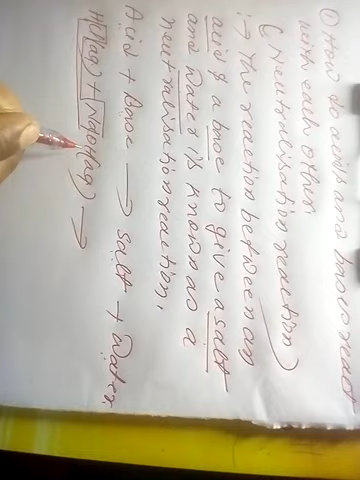 ① How do acids and bases react
with each other
(Neutralisation reaction)
:→ The reaction between an
acid & a base to give a salt
and water is known as a
neutralisation reaction.
Acid + Base → Salt + Water
HCl(aq) + NaOH(aq) →